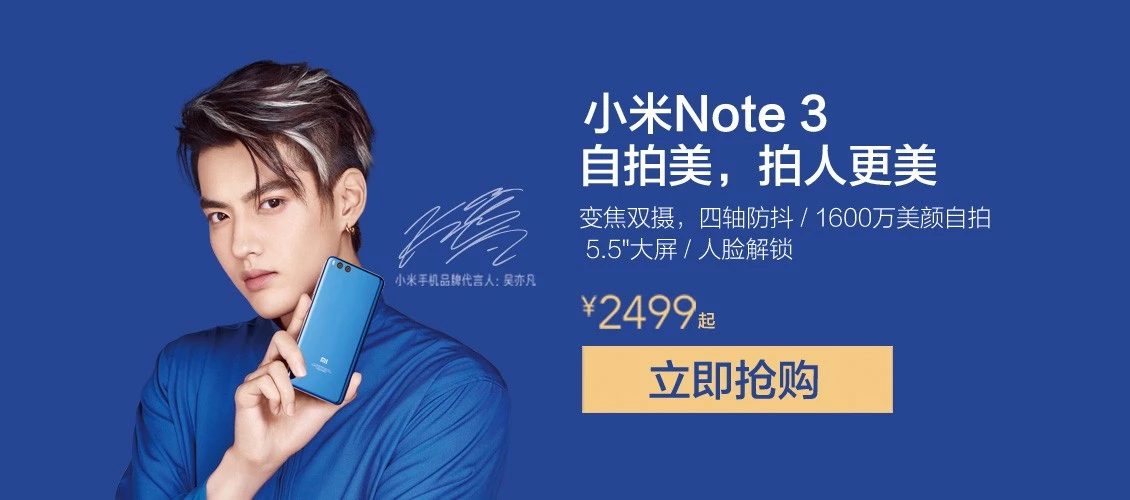 小米Note 3
自拍美，拍人更美
变焦双摄，四轴防抖 / 1600万美颜自拍
5.5"大屏 / 人脸解锁
小米手机品牌代言人：吴亦凡
¥2499起
立即抢购
MI